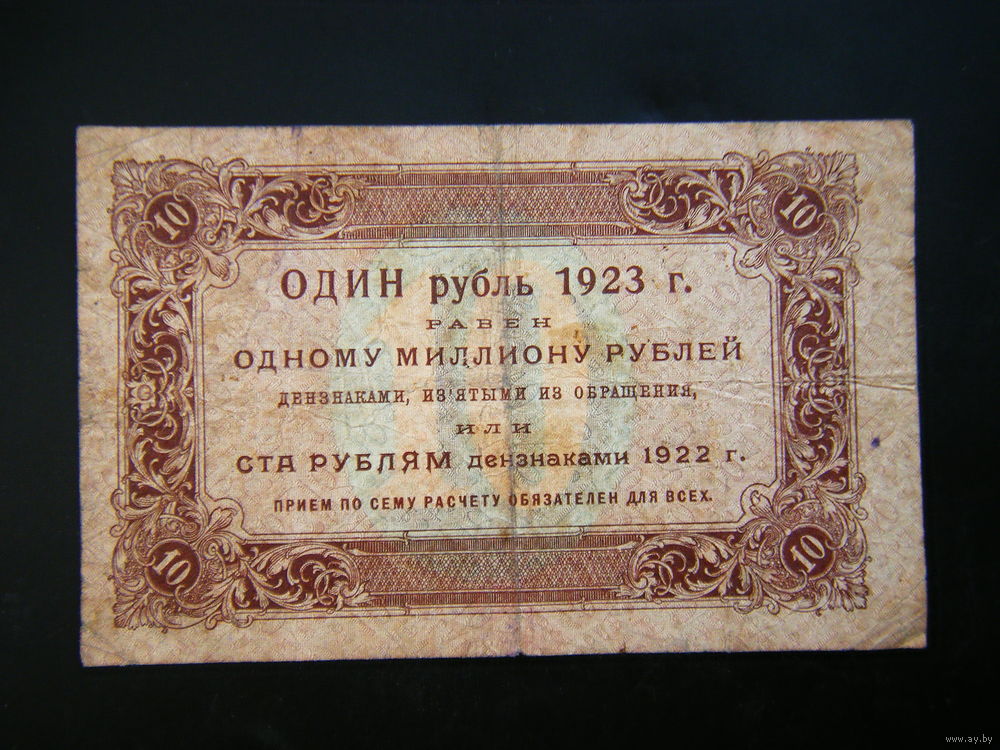 10 10
ОДИН рубль 1923 г.
РАВЕН
ОДНОМУ МИЛЛИОНУ РУБЛЕЙ
ДЕНЗНАКАМИ, ИЗ'ЯТЫМИ ИЗ ОБРАЩЕНИЯ,
ИЛИ
СТА РУБЛЯМ дензнаками 1922 г.
ПРИЕМ ПО СЕМУ РАСЧЕТУ ОБЯЗАТЕЛЕН ДЛЯ ВСЕХ.
10 10
www.ay.by